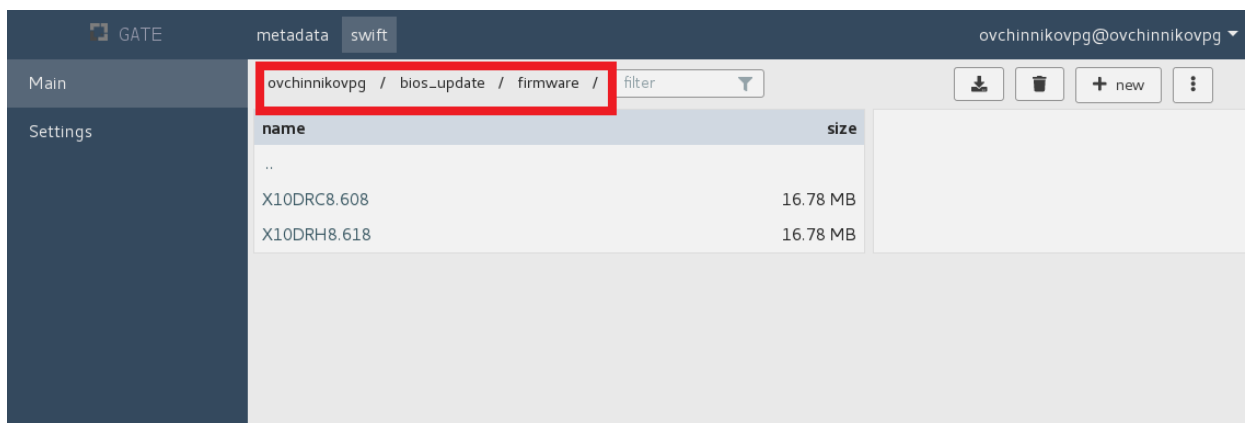 GATE metadata swift ovchinnikovpg@ovchinnikovpg
Main ovchinnikovpg / bios_update / firmware / filter + new
Settings name size
..
X10DRC8.608 16.78 MB
X10DRH8.618 16.78 MB